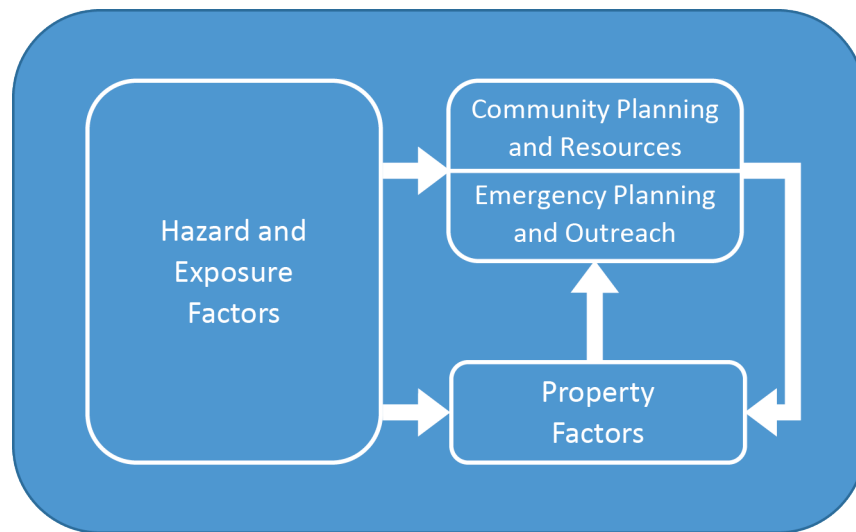 Hazard and
Exposure
Factors
Community Planning
and Resources
Emergency Planning
and Outreach
Property
Factors